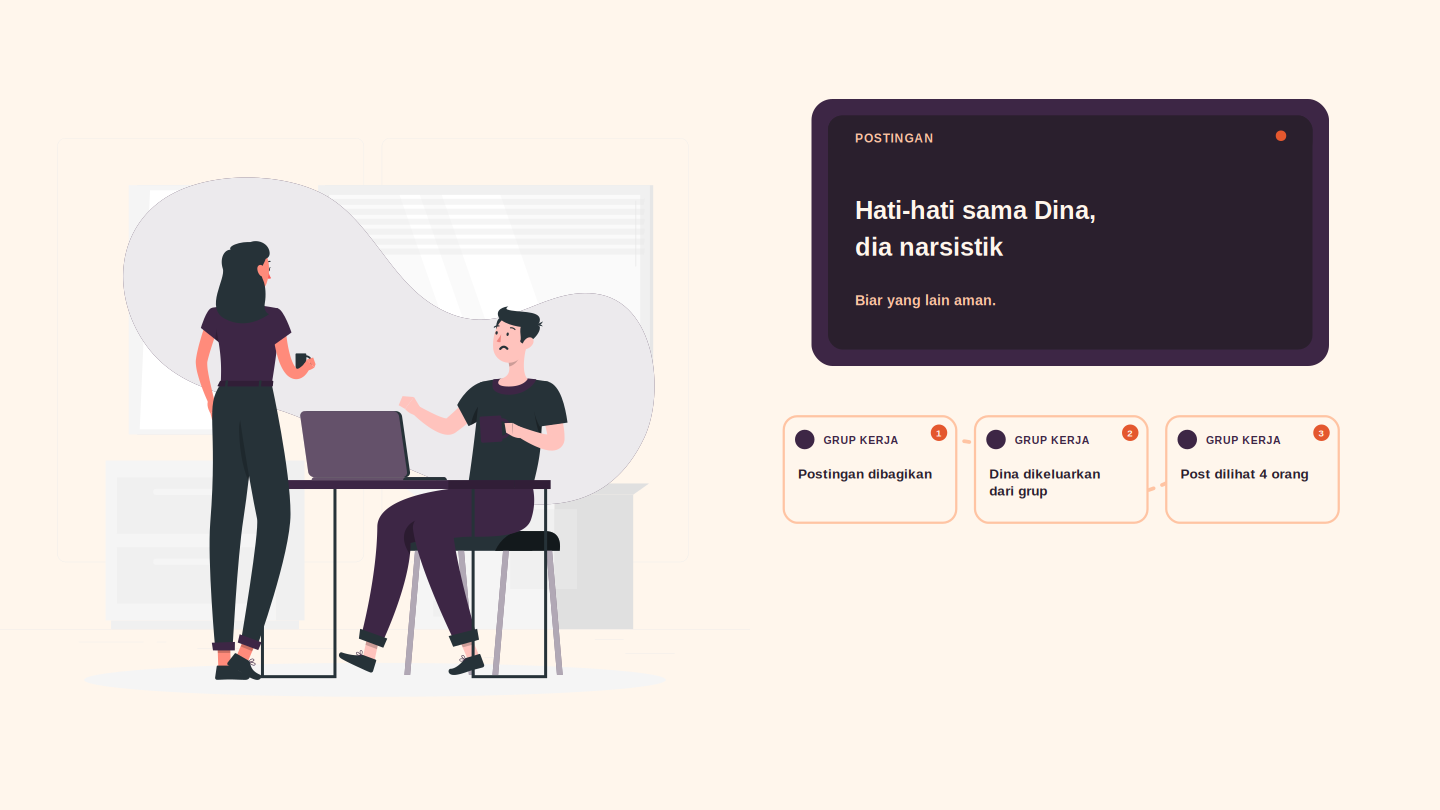 POSTINGAN
Hati-hati sama Dina,
dia narsistik
Biar yang lain aman.
GRUP KERJA
1
Postingan dibagikan
GRUP KERJA
2
Dina dikeluarkan
dari grup
GRUP KERJA
3
Post dilihat 4 orang